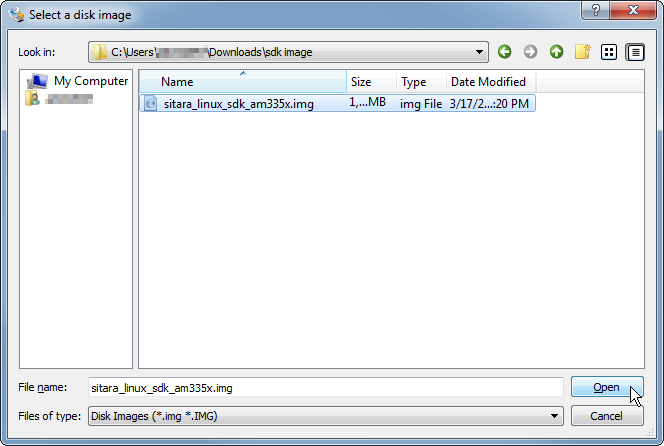 Select a disk image
Look in: C:\Users\ \Downloads\sdk image
My Computer
Name Size Type Date Modified
sitara_linux_sdk_am335x.img 1,...MB img File 3/17/2...:20 PM
File name: sitara_linux_sdk_am335x.img Open
Files of type: Disk Images (*.img *.IMG) Cancel